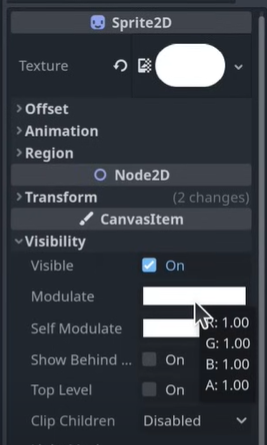 Sprite2D
Texture
Offset
Animation
Region
Node2D
Transform (2 changes)
CanvasItem
Visibility
Visible On
Modulate
R: 1.00
Self Modulate
G: 1.00
Show Behind ... On
B: 1.00
Top Level On
A: 1.00
Clip Children Disabled